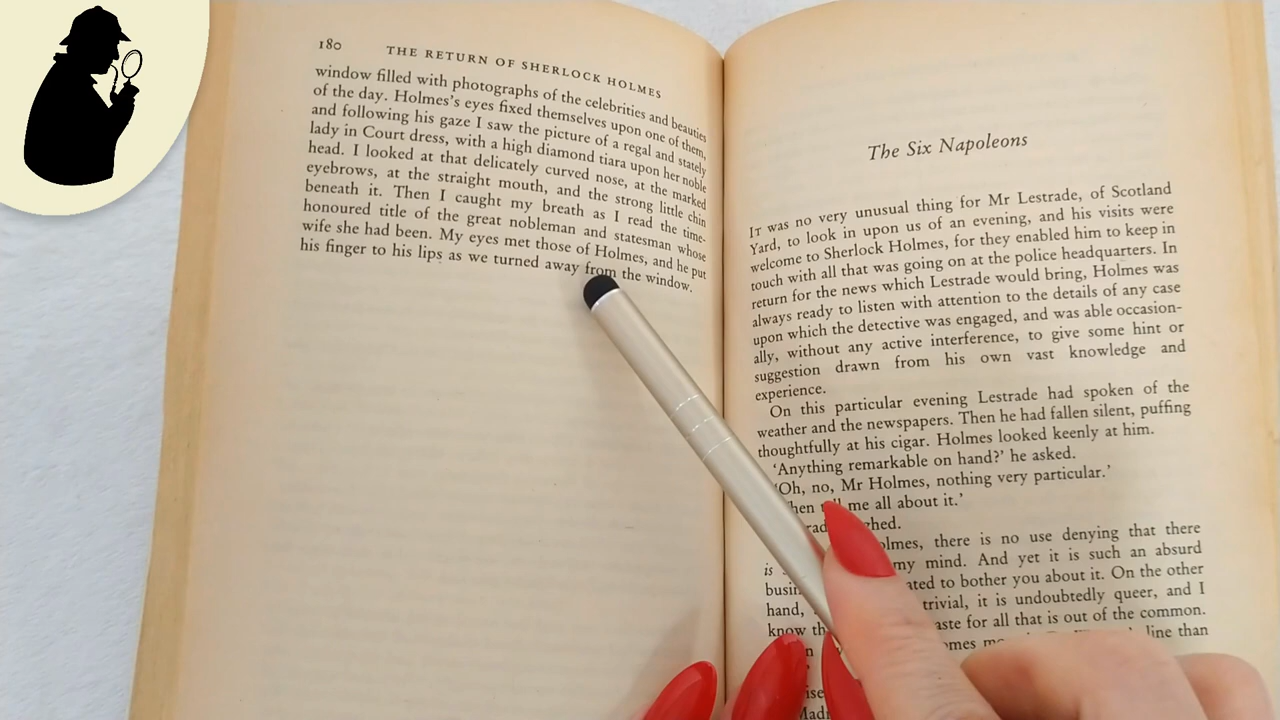 180 THE RETURN OF SHERLOCK HOLMES
window filled with photographs of the celebrities and beauties
of the day. Holmes's eyes fixed themselves upon one of them,
and following his gaze I saw the picture of a regal and stately
lady in Court dress, with a high diamond tiara upon her noble
head. I looked at that delicately curved nose, at the marked
eyebrows, at the straight mouth, and the strong little chin
beneath it. Then I caught my breath as I read the time-
honoured title of the great nobleman and statesman whose
wife she had been. My eyes met those of Holmes, and he put
his finger to his lips as we turned away from the window.
The Six Napoleons
IT was no very unusual thing for Mr Lestrade, of Scotland
Yard, to look in upon us of an evening, and his visits were
welcome to Sherlock Holmes, for they enabled him to keep in
touch with all that was going on at the police headquarters. In
return for the news which Lestrade would bring, Holmes was
always ready to listen with attention to the details of any case
upon which the detective was engaged, and was able occasion-
ally, without any active interference, to give some hint or
suggestion drawn from his own vast knowledge and
experience.
On this particular evening Lestrade had spoken of the
weather and the newspapers. Then he had fallen silent, puffing
thoughtfully at his cigar. Holmes looked keenly at him.
'Anything remarkable on hand?' he asked.
'Oh, no, Mr Holmes, nothing very particular.'
me all about it.'
olmes, there is no use denying that there
is my mind. And yet it is such an absurd
to bother you about it. On the other
hand, trivial, it is undoubtedly queer, and I
know for all that is out of the common.
line than